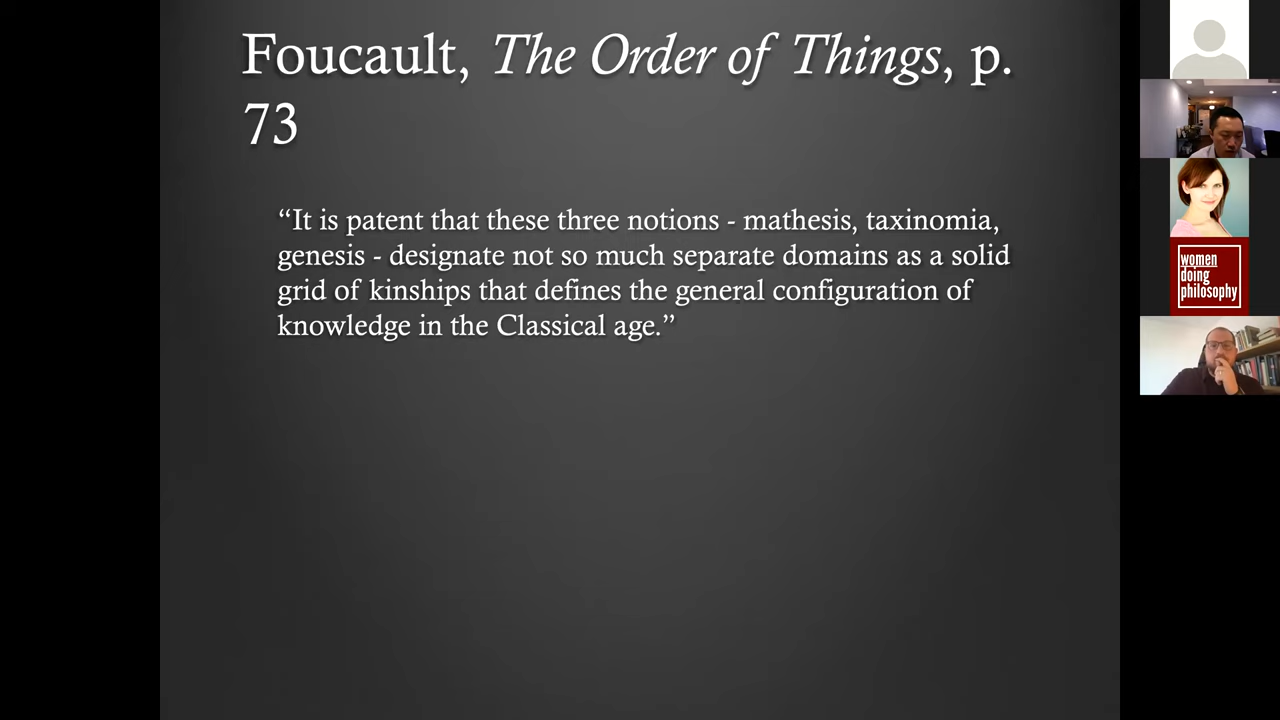 Foucault, The Order of Things, p.
73
“It is patent that these three notions - mathesis, taxinomia,
genesis - designate not so much separate domains as a solid
grid of kinships that defines the general configuration of
knowledge in the Classical age.”
women
doing
philosophy